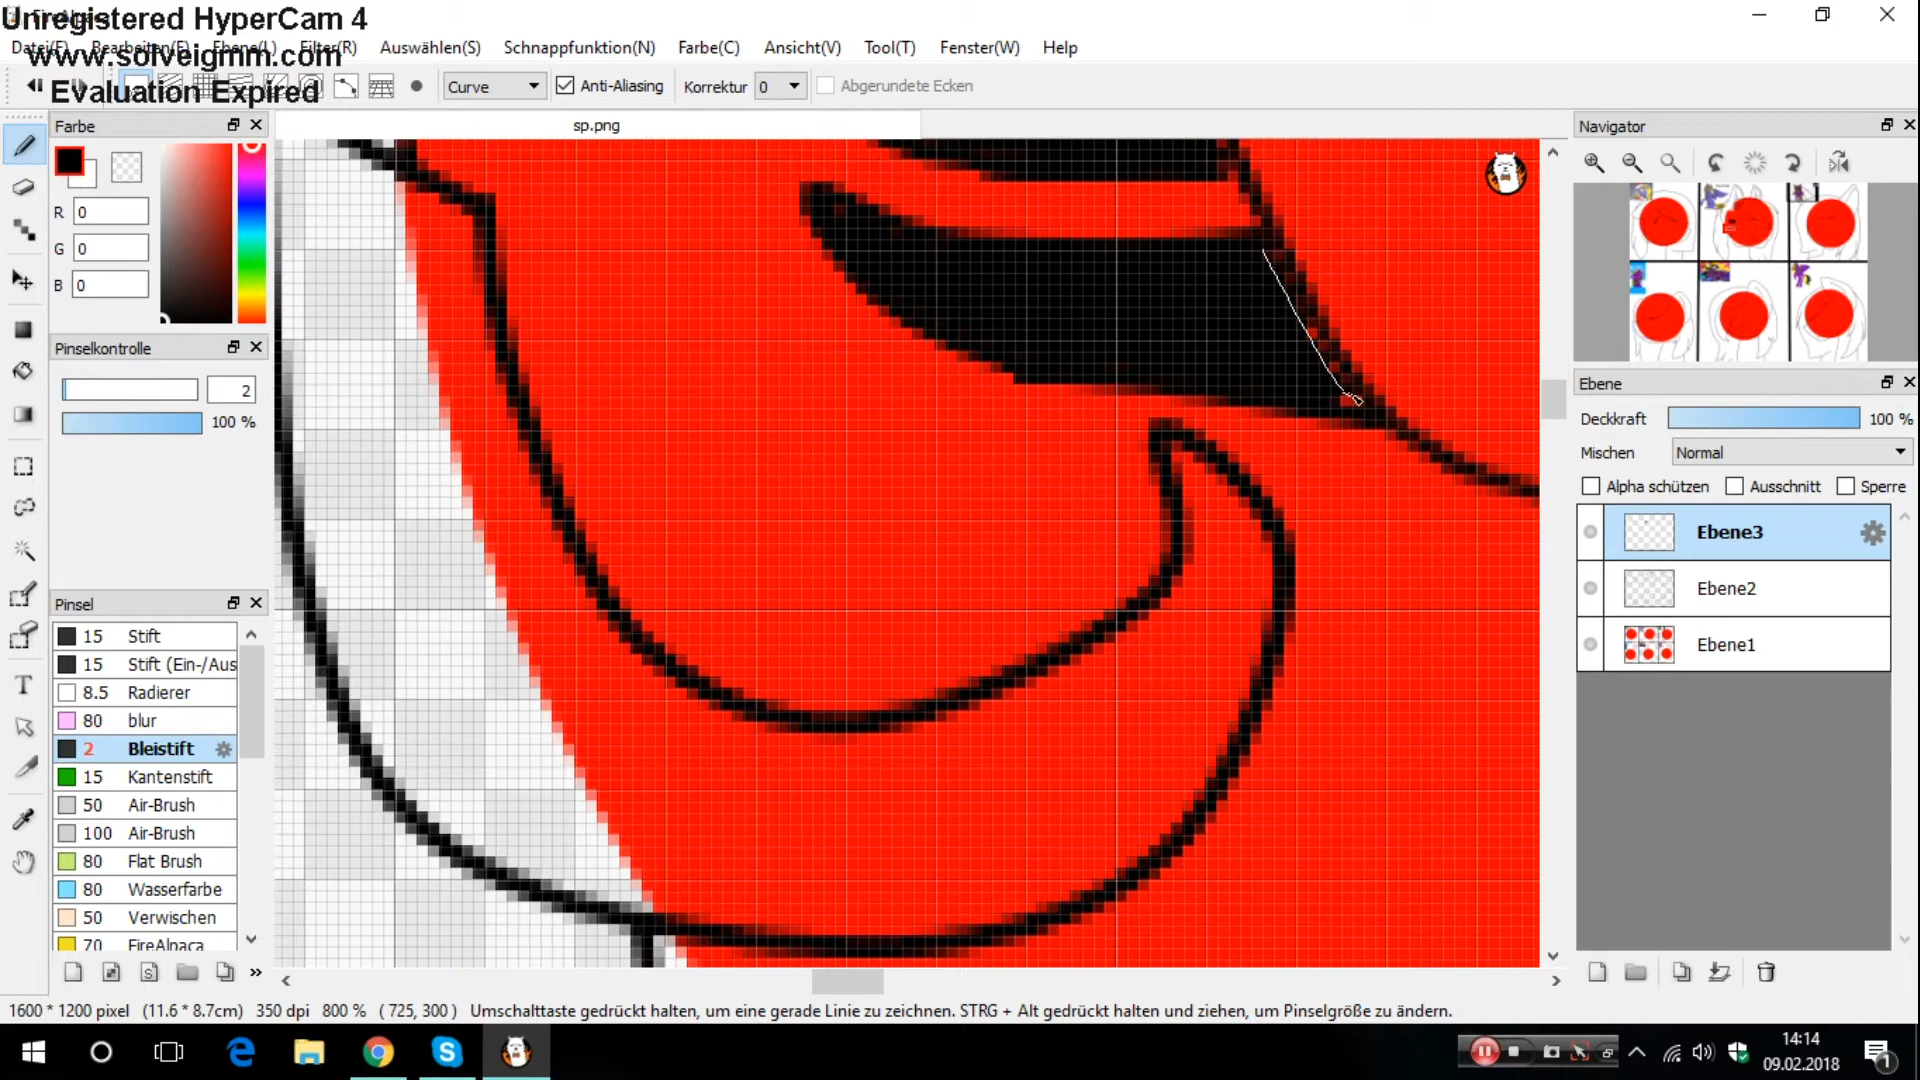 Unregistered HyperCam 4
www.solveigmm.com
Evaluation Expired
Datei(F) Bearbeiten(E) Ebene(L) Filter(R) Auswählen(S) Schnappfunktion(N) Farbe(C) Ansicht(V) Tool(T) Fenster(W) Help
Curve Anti-Aliasing Korrektur 0 Abgerundete Ecken
Farbe
sp.png
Navigator
R 0
G 0
B 0
Pinselkontrolle
2
100 %
Ebene
Deckkraft 100 %
Mischen Normal
Alpha schützen Ausschnitt Sperre
Ebene3
Ebene2
Ebene1
Pinsel
15 Stift
15 Stift (Ein-/Aus
8.5 Radierer
80 blur
2 Bleistift
15 Kantenstift
50 Air-Brush
100 Air-Brush
80 Flat Brush
80 Wasserfarbe
50 Verwischen
70 FireAlpaca
1600 * 1200 pixel (11.6 * 8.7cm) 350 dpi 800 % ( 725, 300 ) Umschalttaste gedrückt halten, um eine gerade Linie zu zeichnen. STRG + Alt gedrückt halten und ziehen, um Pinselgröße zu ändern.
14:14
09.02.2018
1